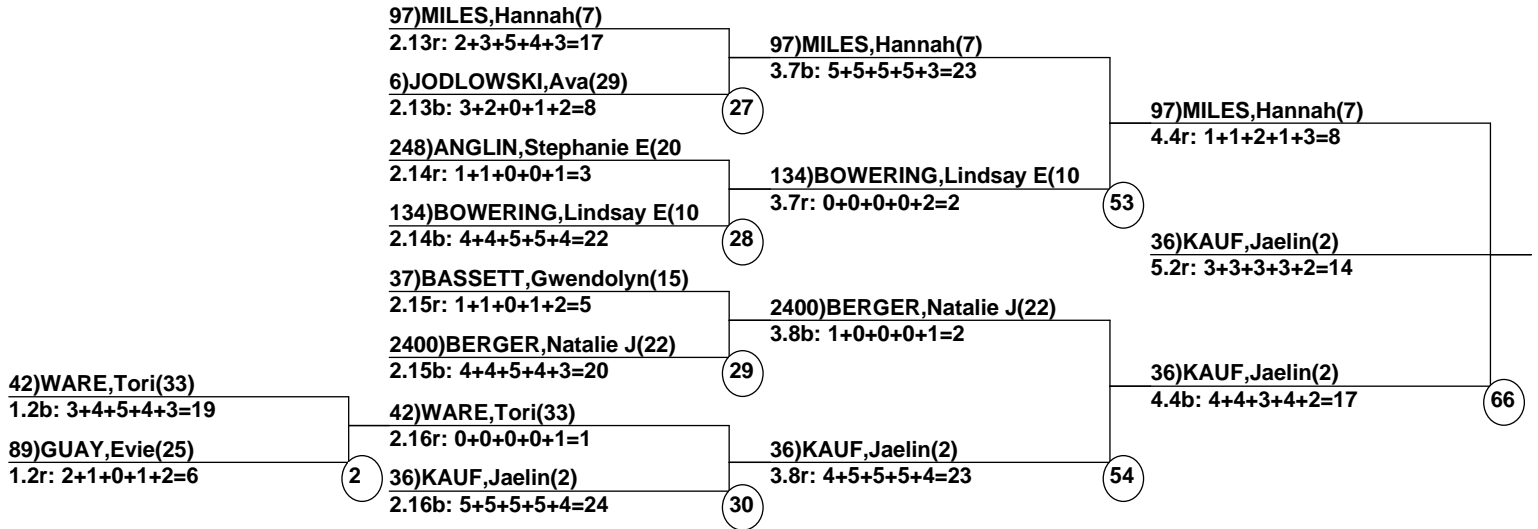 97)MILES,Hannah(7)
2.13r: 2+3+5+4+3=17
6)JODLOWSKI,Ava(29)
2.13b: 3+2+0+1+2=8
27
248)ANGLIN,Stephanie E(20
2.14r: 1+1+0+0+1=3
134)BOWERING,Lindsay E(10
2.14b: 4+4+5+5+4=22
28
37)BASSETT,Gwendolyn(15)
2.15r: 1+1+0+1+2=5
2400)BERGER,Natalie J(22)
2.15b: 4+4+5+4+3=20
29
42)WARE,Tori(33)
1.2b: 3+4+5+4+3=19
89)GUAY,Evie(25)
1.2r: 2+1+0+1+2=6
2
42)WARE,Tori(33)
2.16r: 0+0+0+0+1=1
36)KAUF,Jaelin(2)
2.16b: 5+5+5+5+4=24
30
97)MILES,Hannah(7)
3.7b: 5+5+5+5+3=23
134)BOWERING,Lindsay E(10
3.7r: 0+0+0+0+2=2
53
2400)BERGER,Natalie J(22)
3.8b: 1+0+0+0+1=2
36)KAUF,Jaelin(2)
3.8r: 4+5+5+5+4=23
54
97)MILES,Hannah(7)
4.4r: 1+1+2+1+3=8
36)KAUF,Jaelin(2)
5.2r: 3+3+3+3+2=14
36)KAUF,Jaelin(2)
4.4b: 4+4+3+4+2=17
66